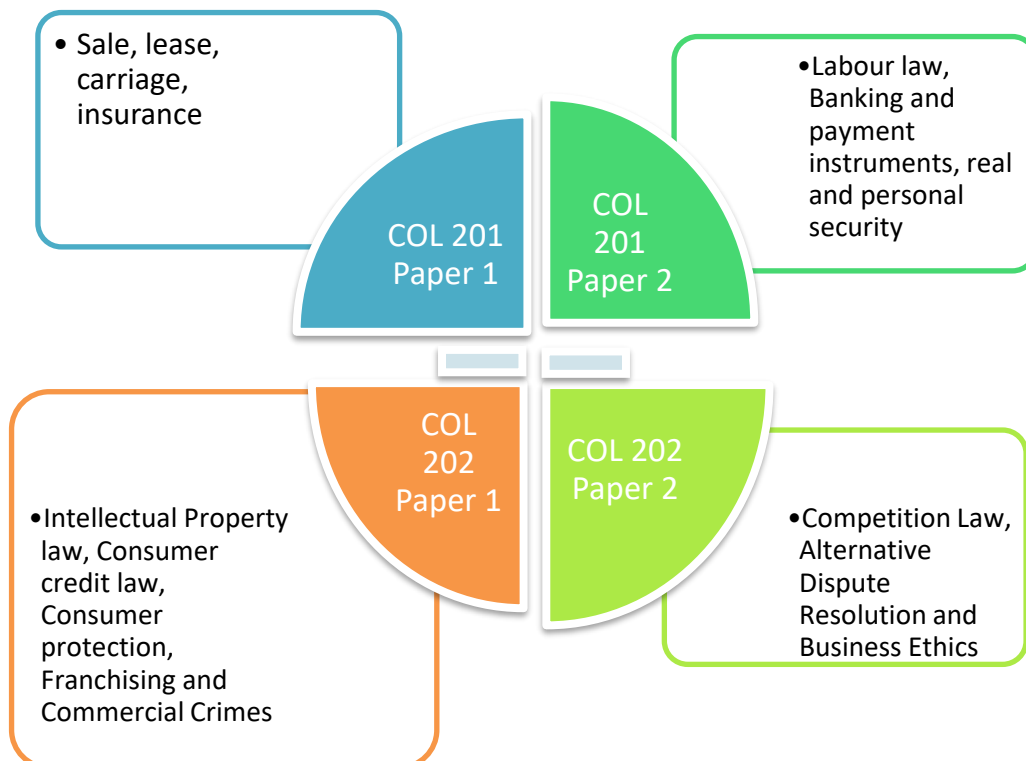 • Sale, lease,
carriage,
insurance
•Labour law,
Banking and
payment
instruments, real
and personal
security
COL 201
Paper 1
COL
201
Paper 2
COL
202
Paper 1
COL 202
Paper 2
•Intellectual Property
law, Consumer
credit law,
Consumer
protection,
Franchising and
Commercial Crimes
•Competition Law,
Alternative
Dispute
Resolution and
Business Ethics